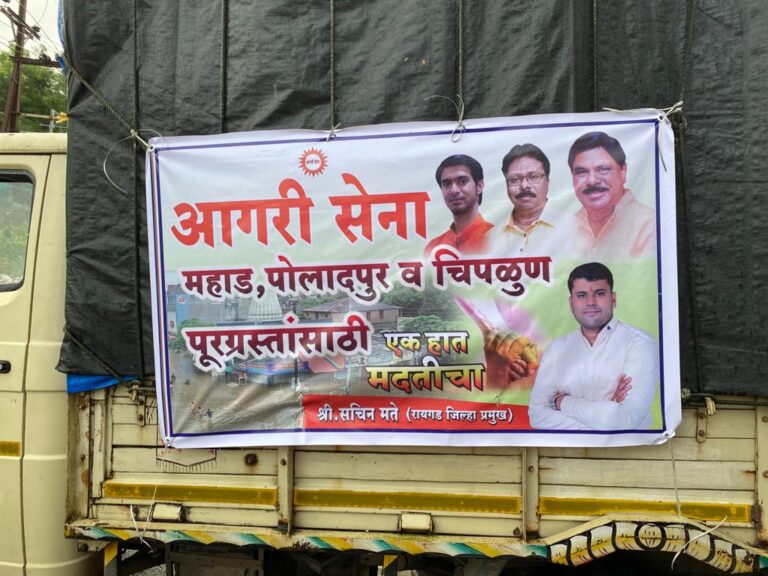 आगरी सेना
महाड,पोलादपुर व चिपळुण
पूरग्रस्तांसाठी एक हात
मदतीचा
श्री.सचिन मते (रायगड जिल्हा प्रमुख)